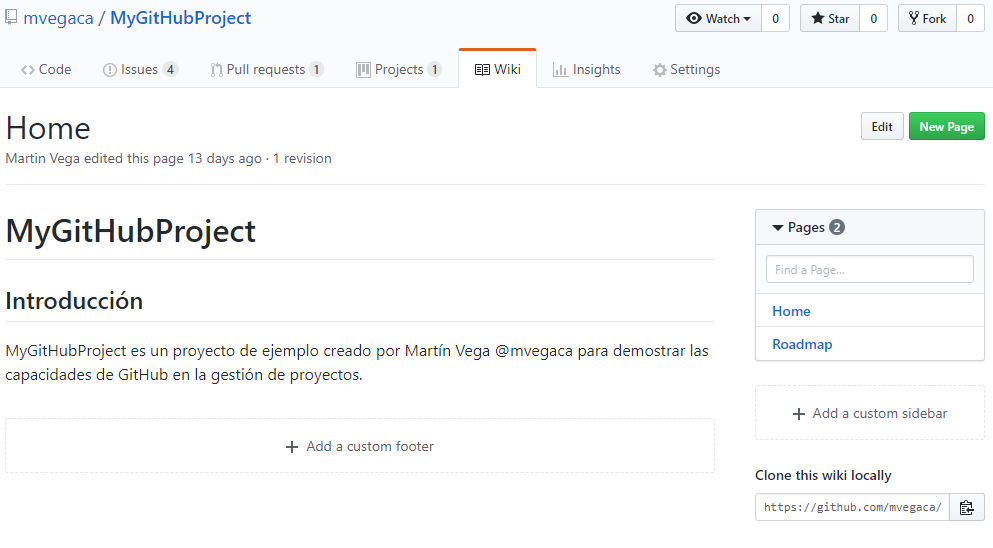 mvegaca / MyGitHubProject
Watch 0 Star 0 Fork 0
Code Issues 4 Pull requests 1 Projects 1 Wiki Insights Settings
Home
Edit New Page
Martin Vega edited this page 13 days ago · 1 revision
MyGitHubProject
Introducción
MyGitHubProject es un proyecto de ejemplo creado por Martín Vega @mvegaca para demostrar las
capacidades de GitHub en la gestión de proyectos.
+ Add a custom footer
Pages 2
Find a Page...
Home
Roadmap
+ Add a custom sidebar
Clone this wiki locally
https://github.com/mvegaca/